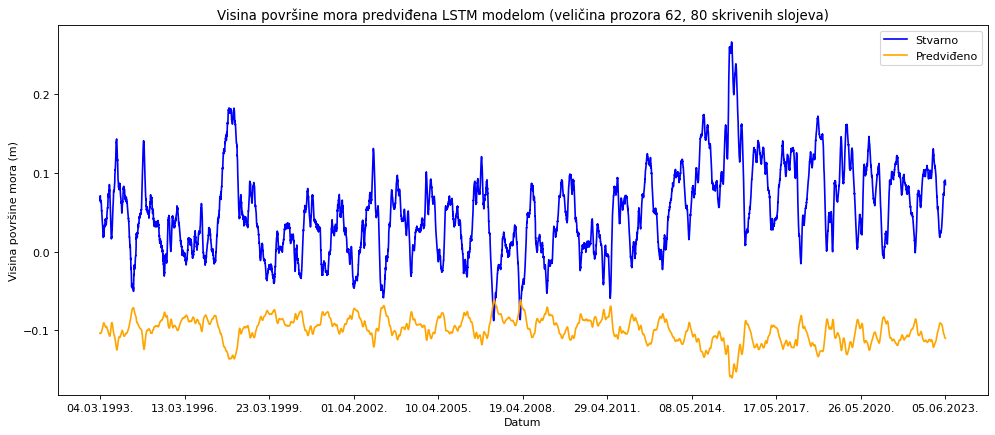 Visina površine mora predviđena LSTM modelom (veličina prozora 62, 80 skrivenih slojeva)
Stvarno
Predviđeno
Visina površine mora (m)
0.2
0.1
0.0
−0.1
04.03.1993. 13.03.1996. 23.03.1999. 01.04.2002. 10.04.2005. 19.04.2008. 29.04.2011. 08.05.2014. 17.05.2017. 26.05.2020. 05.06.2023.
Datum